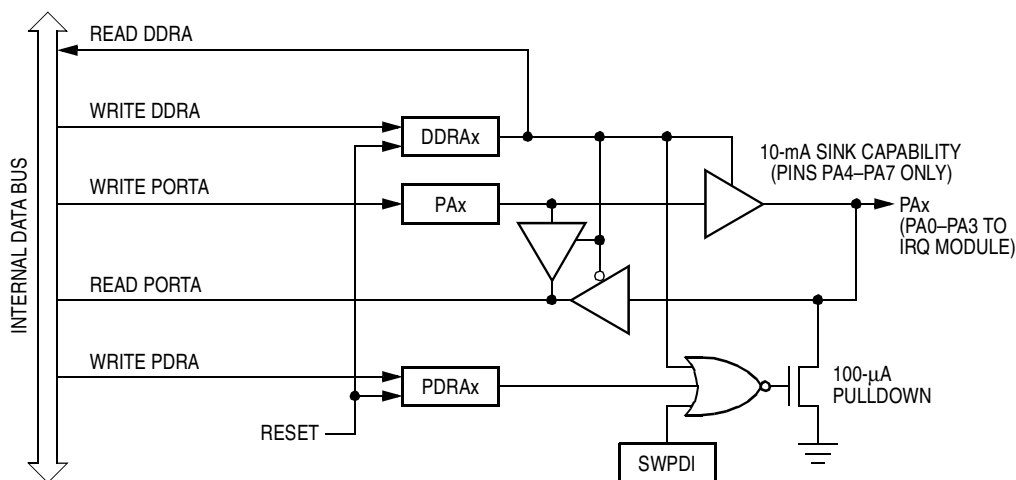 READ DDRA
WRITE DDRA
DDRAx
10-mA SINK CAPABILITY
(PINS PA4–PA7 ONLY)
WRITE PORTA
PAx
PAx
(PA0–PA3 TO
IRQ MODULE)
INTERNAL DATA BUS
READ PORTA
WRITE PDRA
PDRAx
100-µA
PULLDOWN
RESET
SWPDI